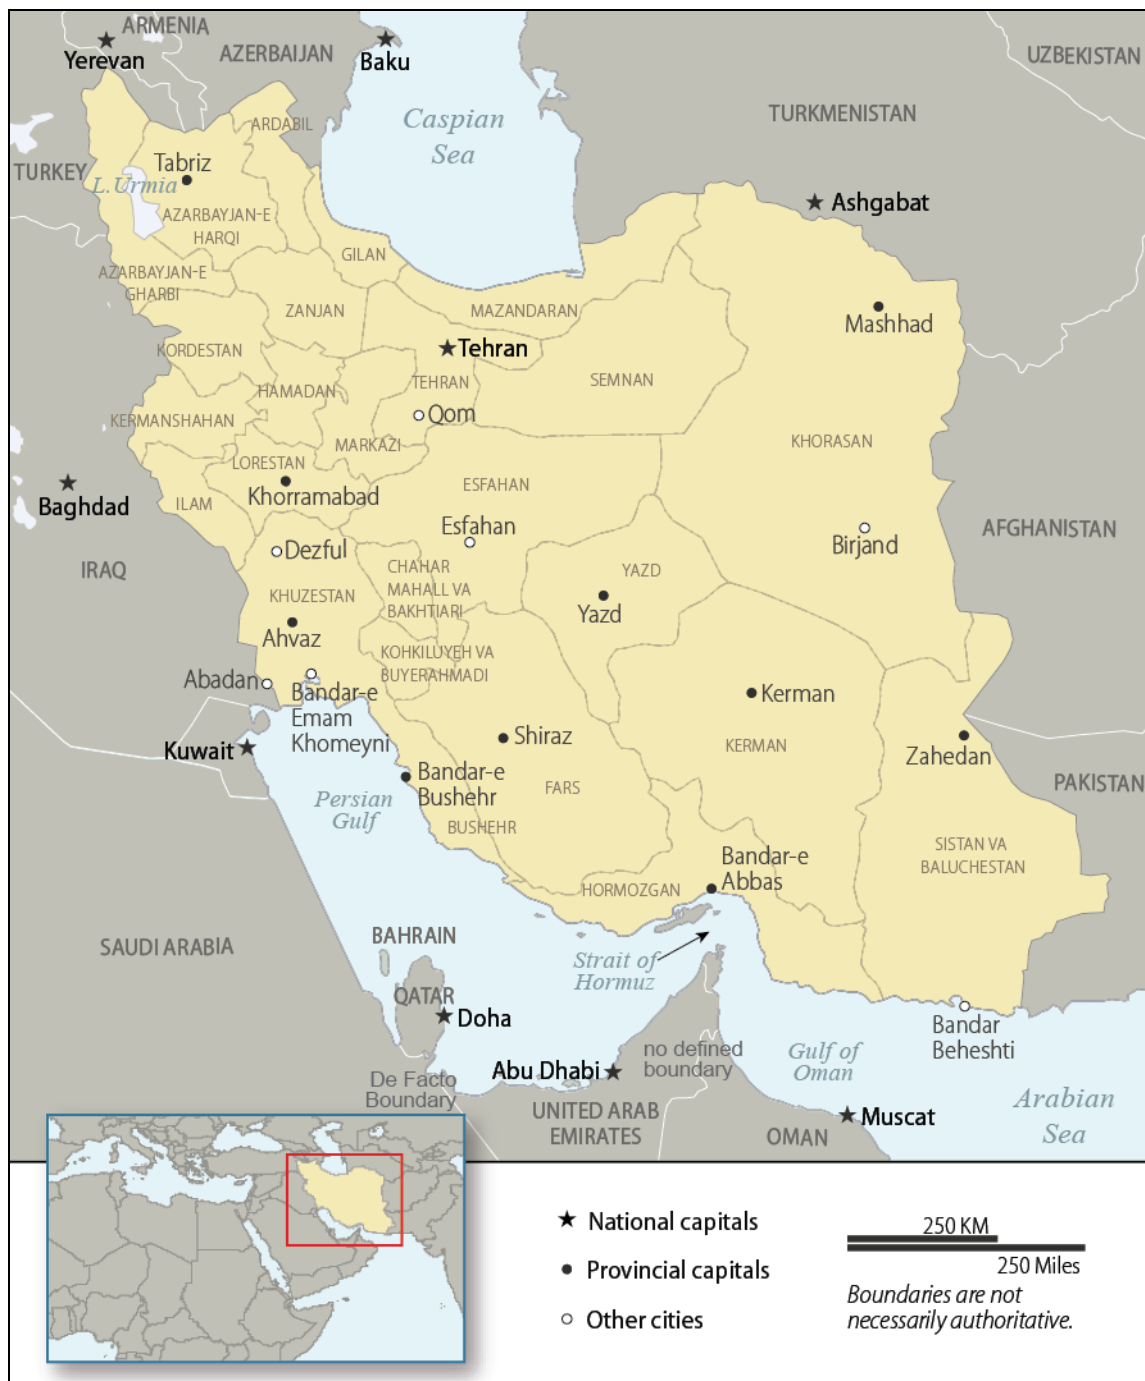 ARMENIA
Yerevan
AZERBAIJAN
Baku
UZBEKISTAN
Caspian
Sea
TURKMENISTAN
ARDABIL
TURKEY
Tabriz
L.Urmia
Ashgabat
AZARBAYJAN-E
HARQI
GILAN
AZARBAYJAN-E
GHARBI
ZANJAN
MAZANDARAN
Mashhad
KORDESTAN
Tehran
TEHRAN
SEMNAN
HAMADAN
Qom
KERMANSHAHAN
MARKAZI
KHORASAN
LORESTAN
Khorramabad
ESFAHAN
Baghdad
ILAM
Esfahan
Birjand
AFGHANISTAN
Dezful
IRAQ
CHAHAR
MAHALL VA
BAKHTIARI
YAZD
Yazd
KHUZESTAN
Ahvaz
KOHKILUYEH VA
BUYERAHMADI
Abadan
Bandar-e
Emam
Khomeyni
Kerman
Kuwait
Shiraz
KERMAN
Zahedan
Bandar-e
Bushehr
FARS
PAKISTAN
Persian
Gulf
BUSHEHR
SISTAN VA
BALUCHESTAN
Bandar-e
Abbas
HORMOZGAN
SAUDI ARABIA
BAHRAIN
Strait of
Hormuz
QATAR
Doha
Bandar
Beheshti
no defined
boundary
Gulf of
Oman
Abu Dhabi
De Facto
Boundary
UNITED ARAB
EMIRATES
OMAN
Muscat
Arabian
Sea
National capitals
Provincial capitals
Other cities
250 KM
250 Miles
Boundaries are not
necessarily authoritative.